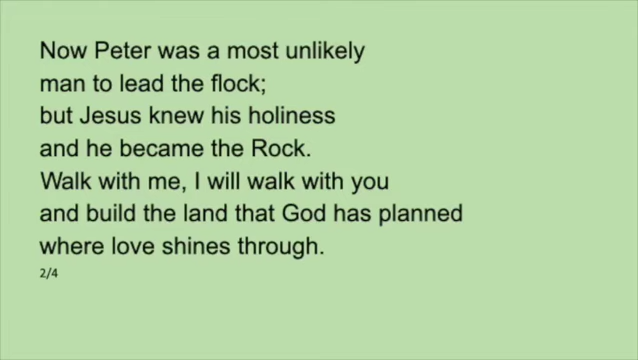 Now Peter was a most unlikely
man to lead the flock;
but Jesus knew his holiness
and he became the Rock.
Walk with me, I will walk with you
and build the land that God has planned
where love shines through.
2/4